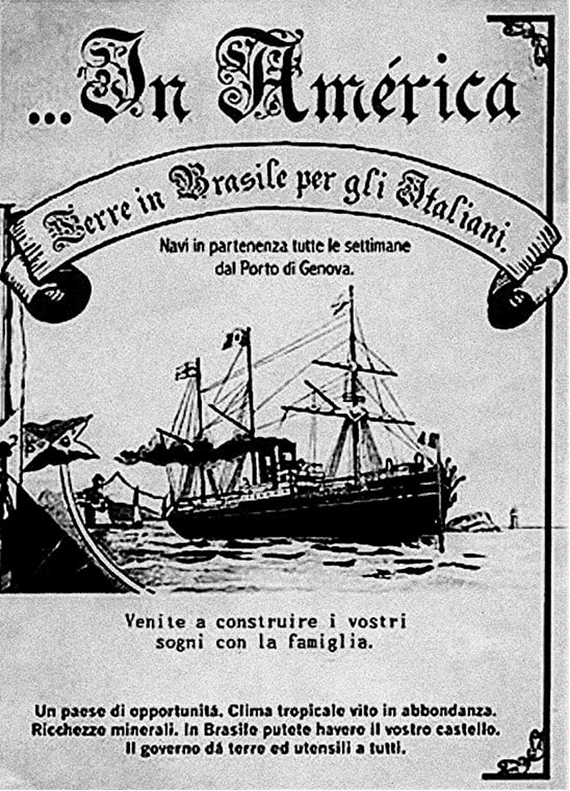 ...In América
Terre in Brasile per gli Italiani.
Navi in partenenza tutte le settimane
dal Porto di Genova.
Venite a construire i vostri
sogni con la famiglia.
Un paese di opportunitá. Clima tropicale vito in abbondanza.
Ricchezze minerali. In Brasile putete havere il vostro castello.
Il governo dá terre ed utensili a tutti.